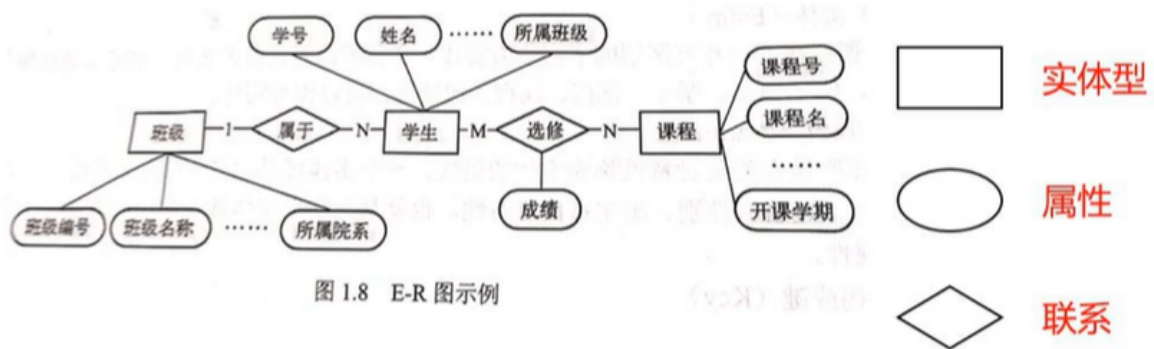 学号 姓名 …… 所属班级
课程号
课程名
……
开课学期
班级 1 属于 N 学生 M 选修 N 课程
成绩
班级编号 班级名称 …… 所属院系
图 1.8 E-R 图示例
实体型
属性
联系